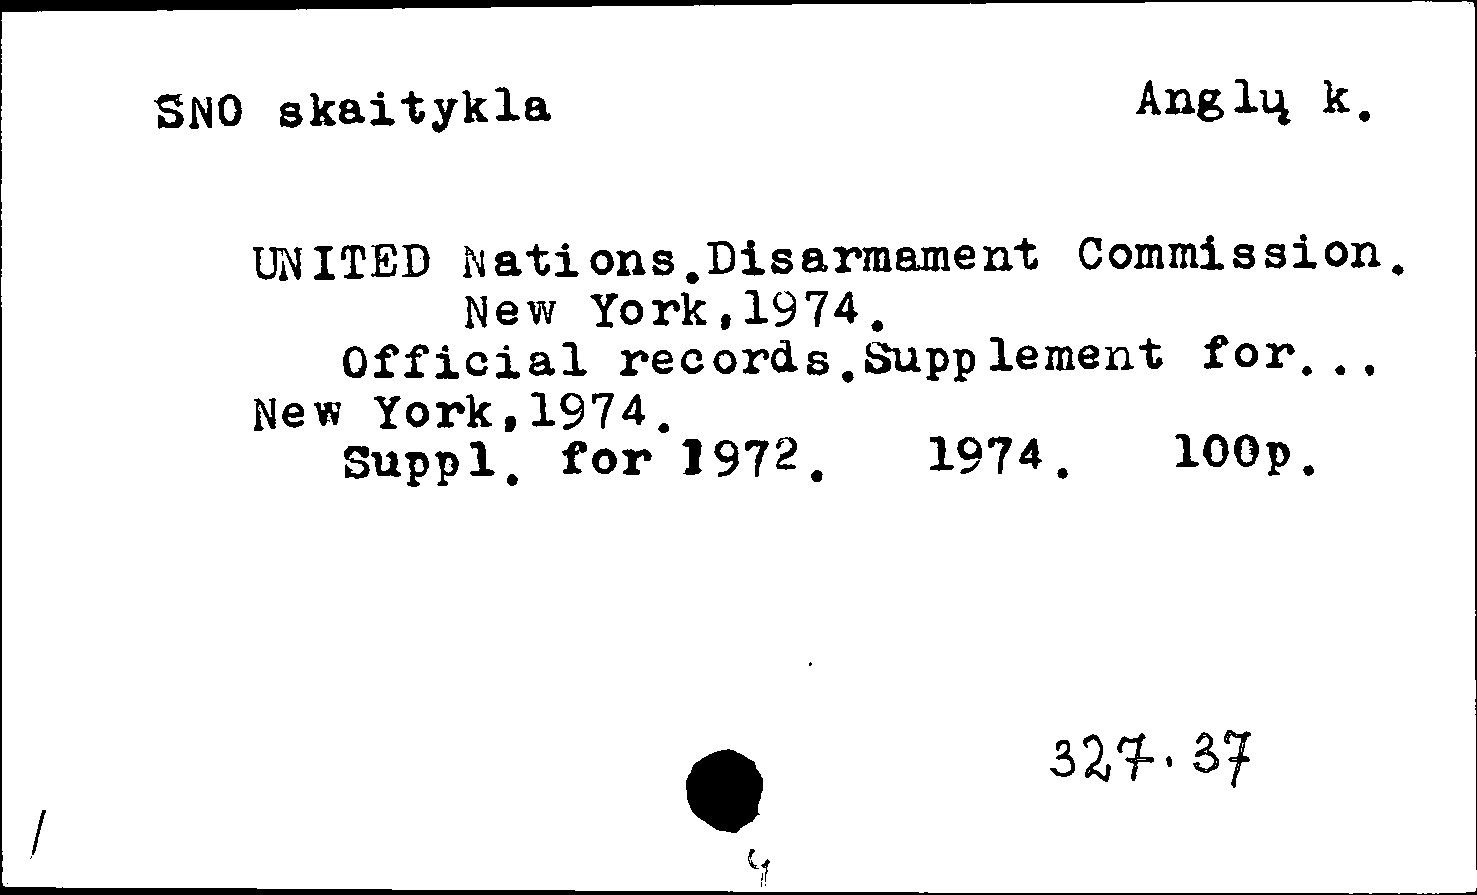 SNO skaitykla Anglų k.
UNITED Nations.Disarmament Commission.
New York,1974.
Official records.Supplement for...
New York,1974.
Suppl. for 1972. 1974. 100p.
327.37